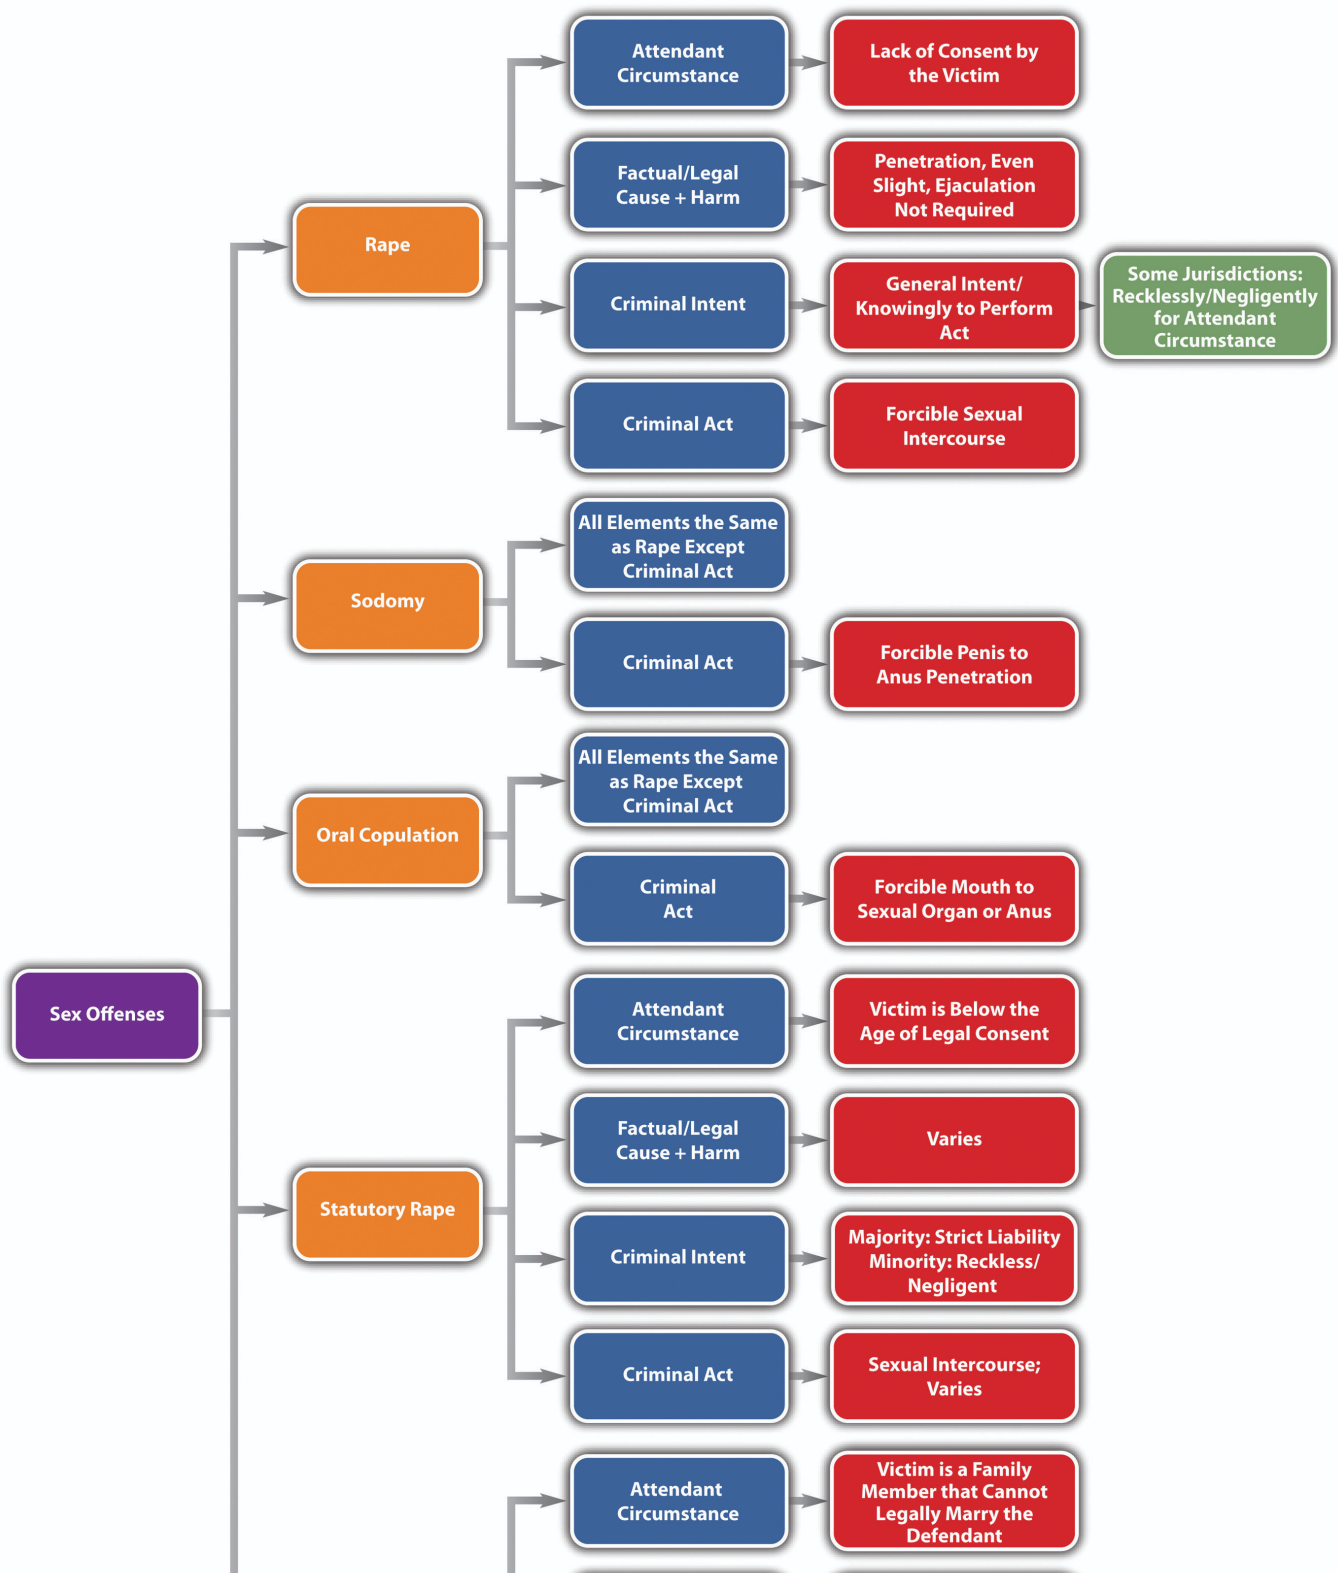 Attendant
Circumstance
Lack of Consent by
the Victim
Factual/Legal
Cause + Harm
Penetration, Even
Slight, Ejaculation
Not Required
Rape
Criminal Intent
General Intent/
Knowingly to Perform
Act
Some Jurisdictions:
Recklessly/Negligently
for Attendant
Circumstance
Criminal Act
Forcible Sexual
Intercourse
All Elements the Same
as Rape Except
Criminal Act
Sodomy
Criminal Act
Forcible Penis to
Anus Penetration
All Elements the Same
as Rape Except
Criminal Act
Oral Copulation
Criminal
Act
Forcible Mouth to
Sexual Organ or Anus
Sex Offenses
Attendant
Circumstance
Victim is Below the
Age of Legal Consent
Factual/Legal
Cause + Harm
Varies
Statutory Rape
Criminal Intent
Majority: Strict Liability
Minority: Reckless/
Negligent
Criminal Act
Sexual Intercourse;
Varies
Attendant
Circumstance
Victim is a Family
Member that Cannot
Legally Marry the
Defendant